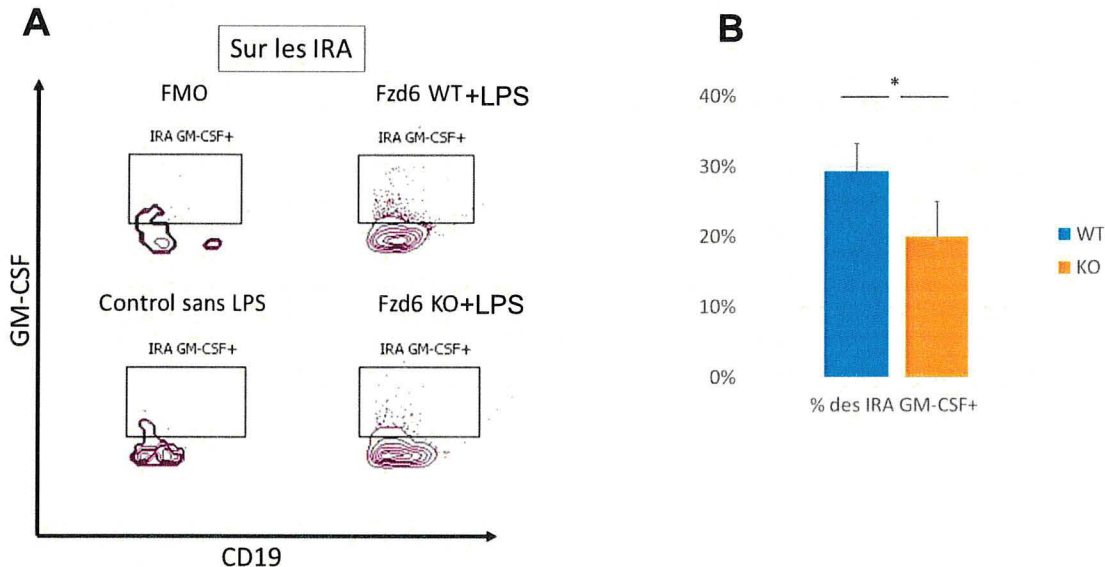 A
Sur les IRA
FMO
Fzd6 WT+LPS
IRA GM-CSF+
IRA GM-CSF+
Control sans LPS
Fzd6 KO+LPS
IRA GM-CSF+
IRA GM-CSF+
GM-CSF
CD19
B
*
40%
30%
20%
10%
0%
% des IRA GM-CSF+
WT
KO